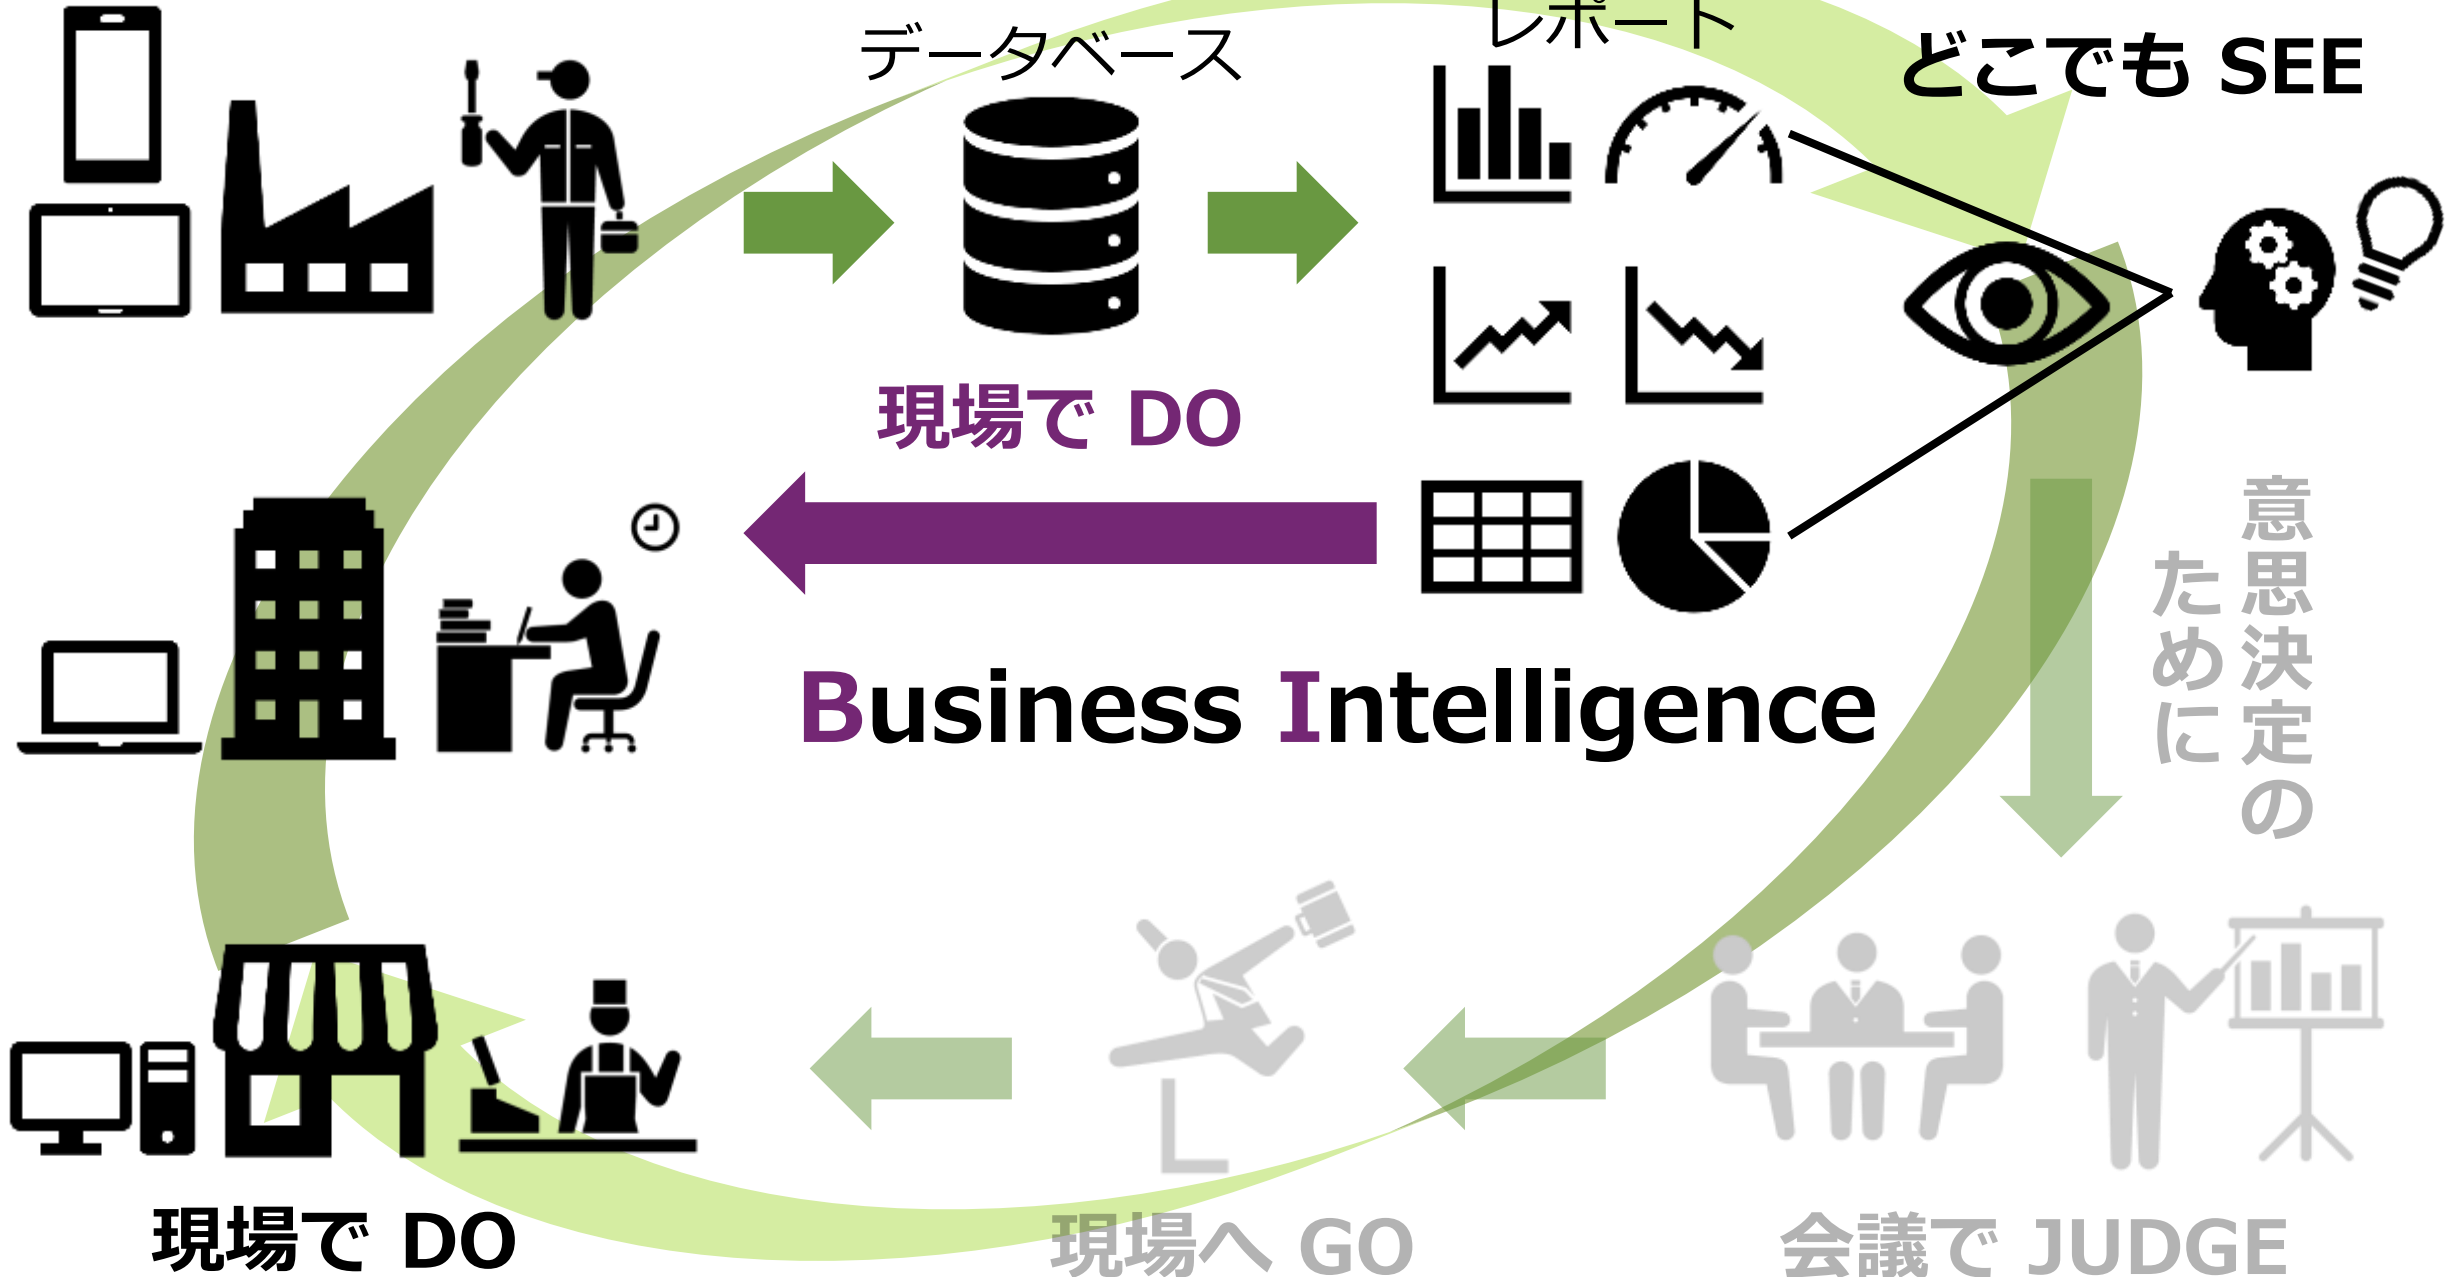 データベース
レポート
どこでも SEE
現場で DO
Business Intelligence
意思決定の
ために
現場で DO
現場へ GO
会議で JUDGE